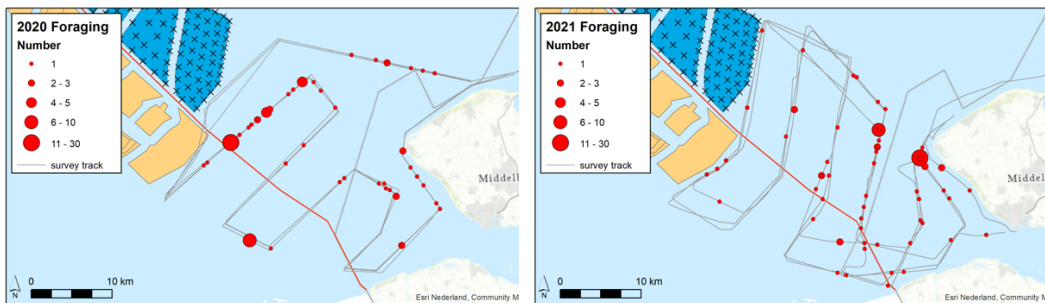 2020 Foraging
Number
1
2 - 3
4 - 5
6 - 10
11 - 30
survey track
Middelb
N
0 10 km
Esri Nederland, Community M
2021 Foraging
Number
1
2 - 3
4 - 5
6 - 10
11 - 30
survey track
Middelb
N
0 10 km
Esri Nederland, Community M